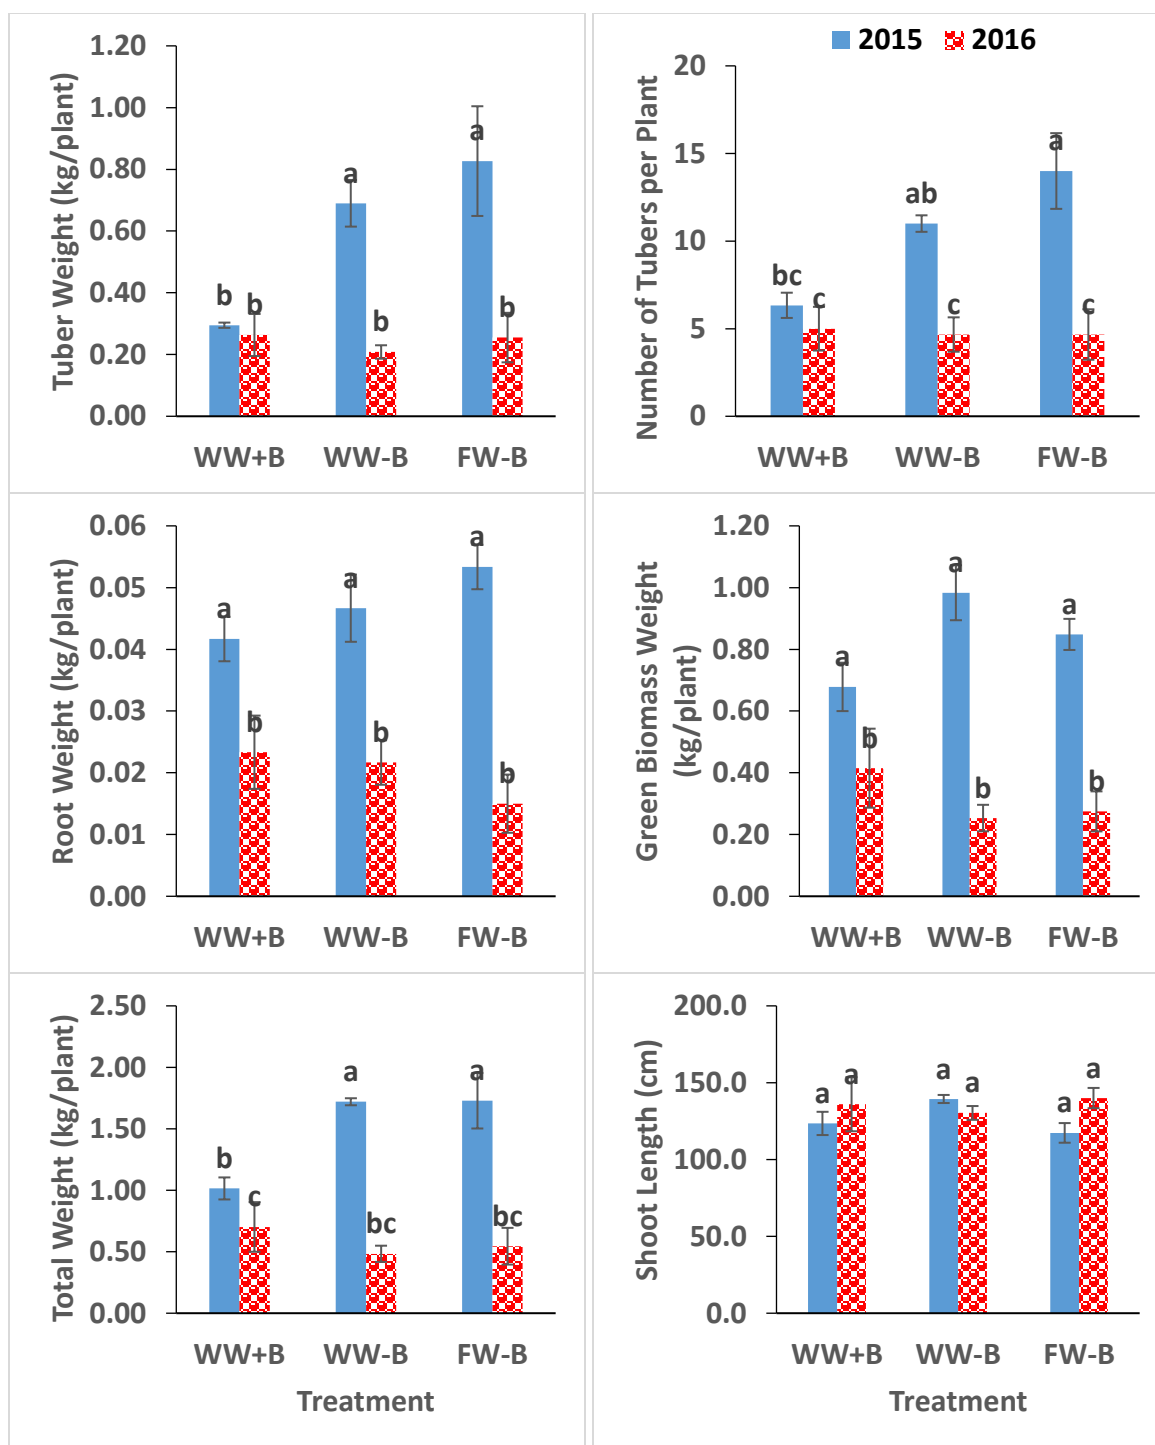 Tuber Weight (kg/plant)
1.20
1.00
0.80
0.60
0.40
0.20
0.00
b b a b a b
WW+B WW-B FW-B
2015 2016
Number of Tubers per Plant
20
15
10
5
0
bc c ab c a c
WW+B WW-B FW-B
Root Weight (kg/plant)
0.06
0.05
0.04
0.03
0.02
0.01
0.00
a b a b a b
WW+B WW-B FW-B
Green Biomass Weight
(kg/plant)
1.20
1.00
0.80
0.60
0.40
0.20
0.00
a b a b a b
WW+B WW-B FW-B
Total Weight (kg/plant)
2.50
2.00
1.50
1.00
0.50
0.00
b c a bc a bc
WW+B WW-B FW-B
Treatment
Shoot Length (cm)
200.0
150.0
100.0
50.0
0.0
a a a a a a
WW+B WW-B FW-B
Treatment